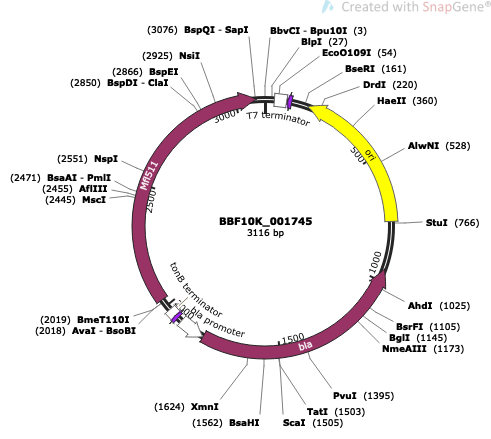 Created with SnapGene®
(3076) BspQI - SapI
BbvCI - Bpu10I (3)
BlpI (27)
EcoO109I (54)
BseRI (161)
DrdI (220)
HaeII (360)
AlwNI (528)
StuI (766)
AhdI (1025)
BsrFI (1105)
BglI (1145)
NmeAIII (1173)
PvuI (1395)
TatI (1503)
ScaI (1505)
(1562) BsaHI
(1624) XmnI
(2018) AvaI - BsoBI
(2019) BmeT110I
(2445) MscI
(2455) AflIII
(2471) BsaAI - PmlI
(2551) NspI
(2850) BspDI - ClaI
(2866) BspEI
(2925) NsiI
T7 terminator
ori
bla
bla promoter
tonB terminator
Mfl511
500
1000
1500
2000
2500
3000
BBF10K_001745
3116 bp